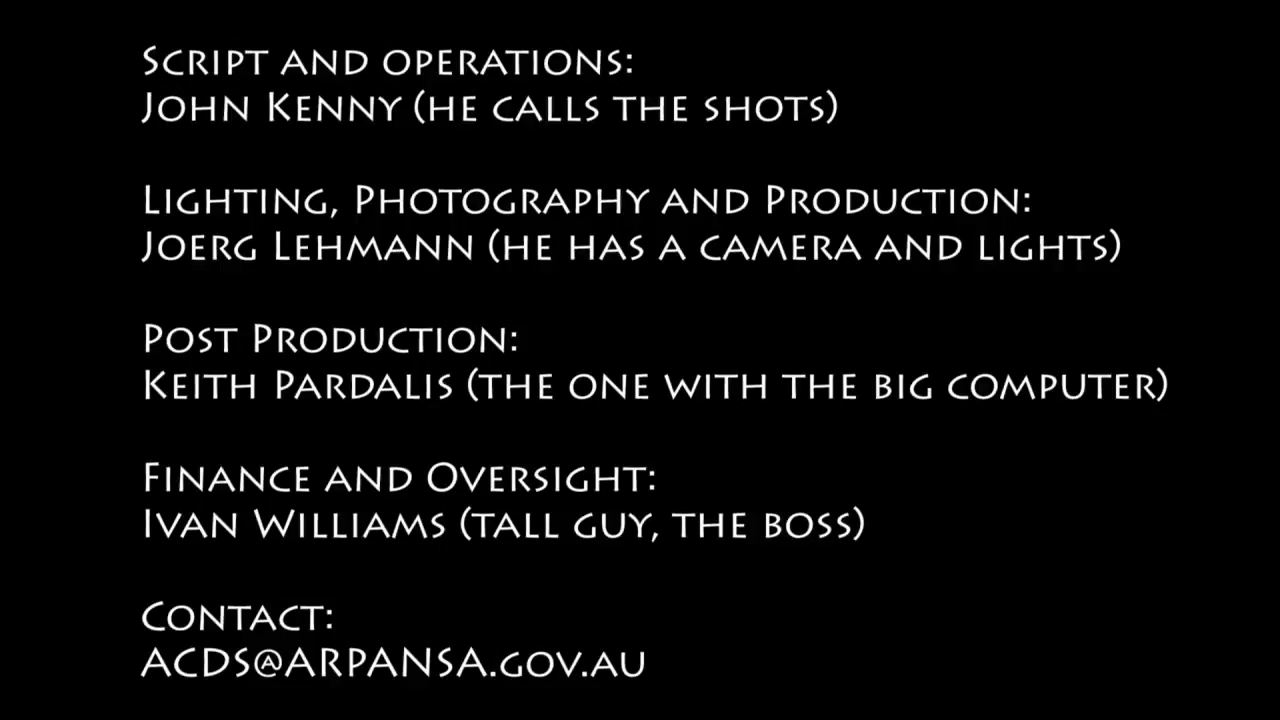 Script and operations:
John Kenny (he calls the shots)
Lighting, Photography and Production:
Joerg Lehmann (he has a camera and lights)
Post Production:
Keith Pardalis (the one with the big computer)
Finance and Oversight:
Ivan Williams (tall guy, the boss)
Contact:
ACDS@ARPANSA.gov.au